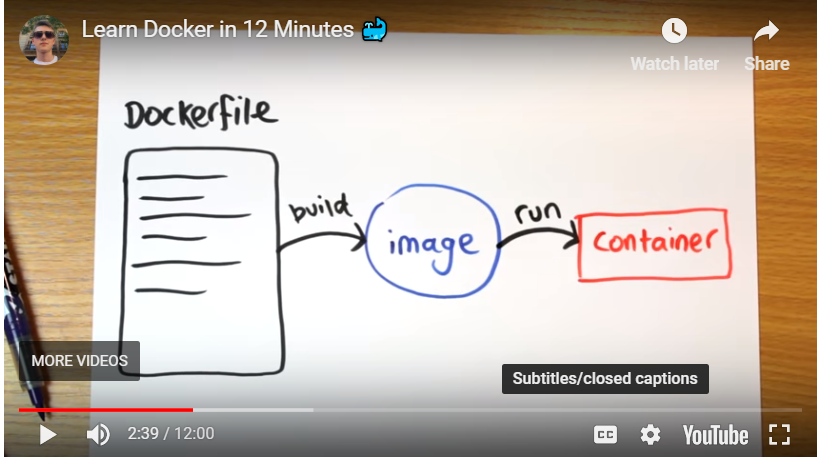 Learn Docker in 12 Minutes 🐳
Watch later
Share
Dockerfile
build
image
run
container
MORE VIDEOS
Subtitles/closed captions
2:39 / 12:00
CC
YouTube